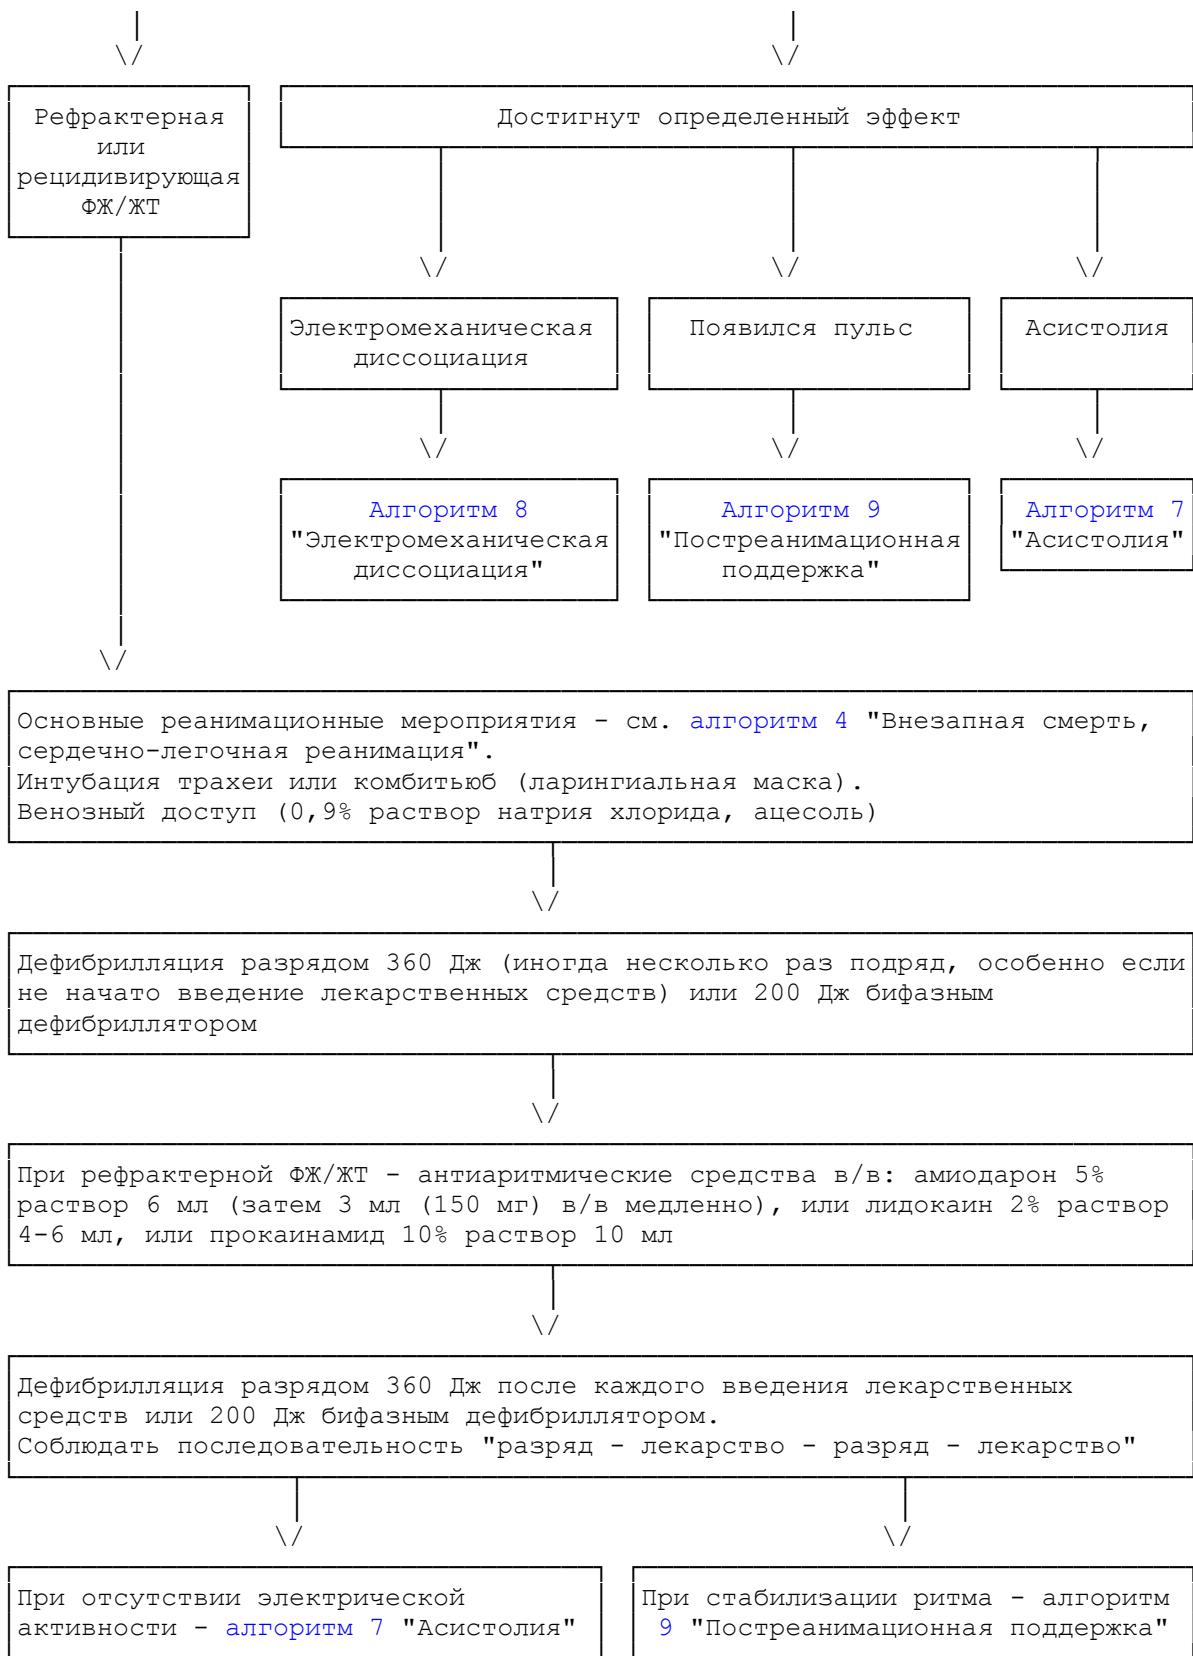 Рефрактерная
или
рецидивирующая
ФЖ/ЖТ
Достигнут определенный эффект
Электромеханическая
диссоциация
Появился пульс
Асистолия
Алгоритм 8
"Электромеханическая
диссоциация"
Алгоритм 9
"Постреанимационная
поддержка"
Алгоритм 7
"Асистолия"
Основные реанимационные мероприятия - см. алгоритм 4 "Внезапная смерть,
сердечно-легочная реанимация".
Интубация трахеи или комбитьюб (ларингиальная маска).
Венозный доступ (0,9% раствор натрия хлорида, ацесоль)
Дефибрилляция разрядом 360 Дж (иногда несколько раз подряд, особенно если
не начато введение лекарственных средств) или 200 Дж бифазным
дефибриллятором
При рефрактерной ФЖ/ЖТ - антиаритмические средства в/в: амиодарон 5%
раствор 6 мл (затем 3 мл (150 мг) в/в медленно), или лидокаин 2% раствор
4-6 мл, или прокаинамид 10% раствор 10 мл
Дефибрилляция разрядом 360 Дж после каждого введения лекарственных
средств или 200 Дж бифазным дефибриллятором.
Соблюдать последовательность "разряд - лекарство - разряд - лекарство"
При отсутствии электрической
активности - алгоритм 7 "Асистолия"
При стабилизации ритма - алгоритм
9 "Постреанимационная поддержка"